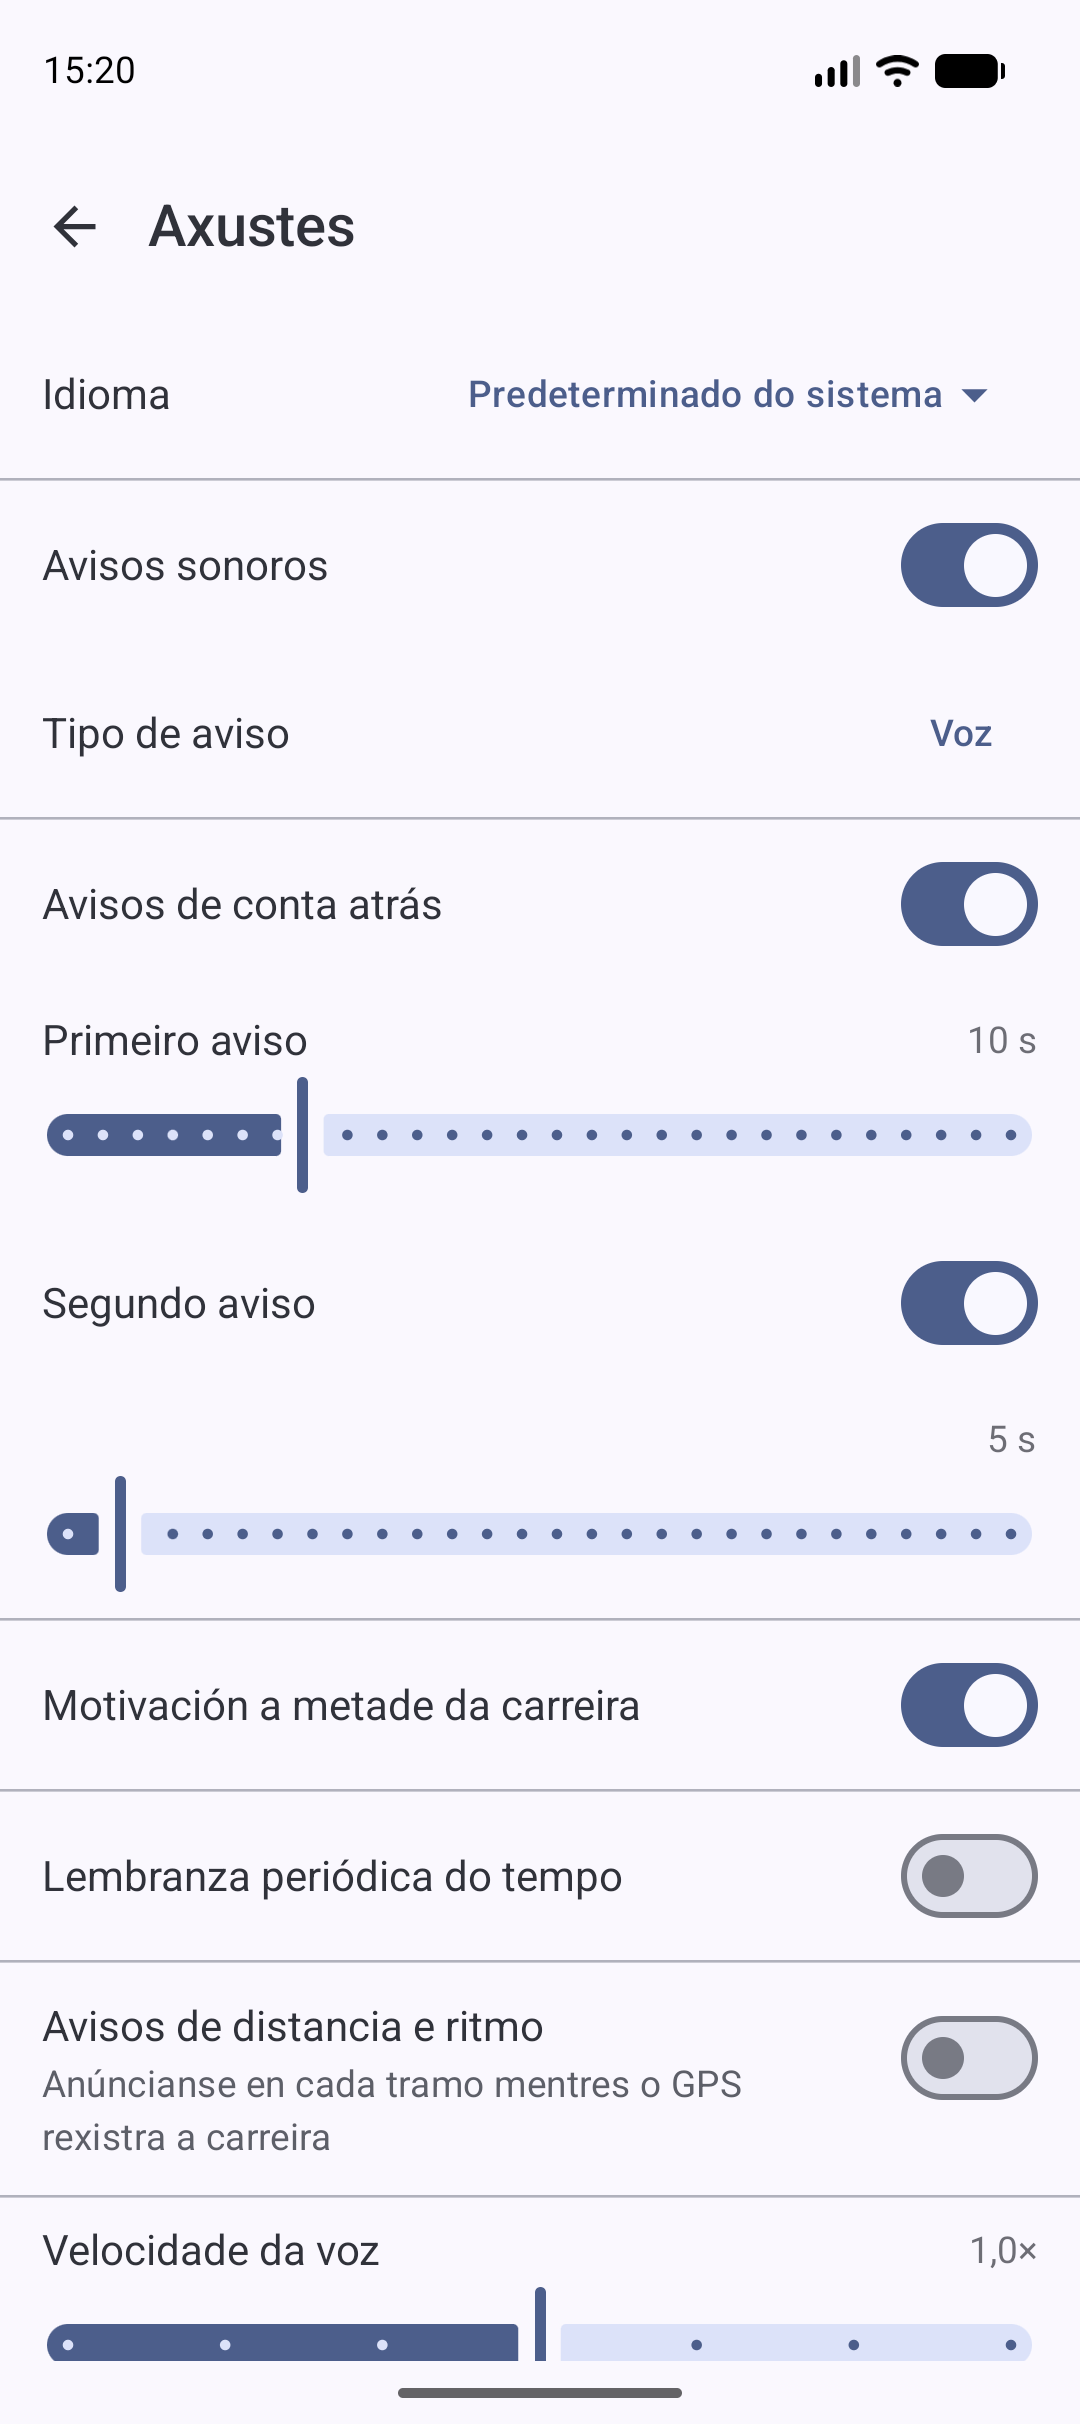 15:20
Axustes
Idioma
Predeterminado do sistema
Avisos sonoros
Tipo de aviso
Voz
Avisos de conta atrás
Primeiro aviso
10 s
Segundo aviso
5 s
Motivación a metade da carreira
Lembranza periódica do tempo
Avisos de distancia e ritmo
Anúncianse en cada tramo mentres o GPS
rexistra a carreira
Velocidade da voz
1,0×